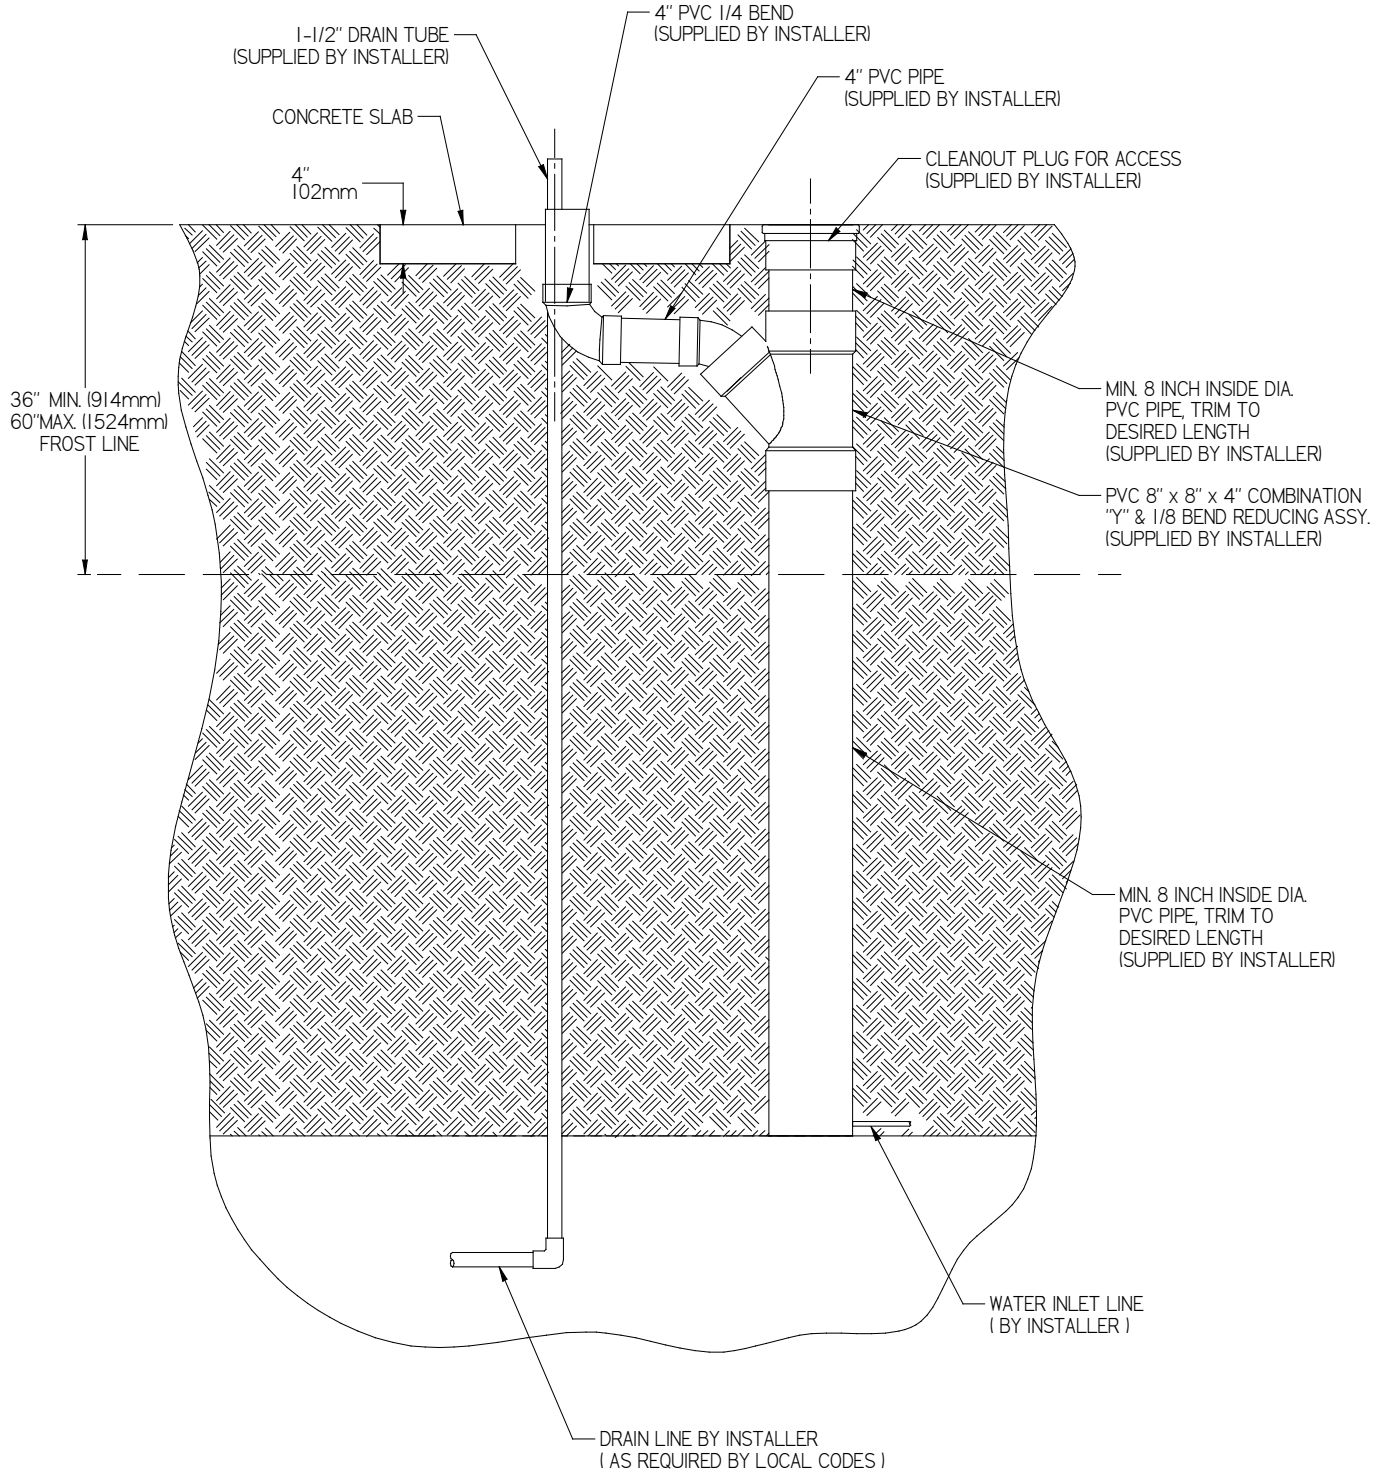 4" PVC 1/4 BEND
(SUPPLIED BY INSTALLER)
1-1/2" DRAIN TUBE
(SUPPLIED BY INSTALLER)
4" PVC PIPE
(SUPPLIED BY INSTALLER)
CONCRETE SLAB
CLEANOUT PLUG FOR ACCESS
(SUPPLIED BY INSTALLER)
4"
102mm
36" MIN. (914mm)
60"MAX. (1524mm)
FROST LINE
MIN. 8 INCH INSIDE DIA.
PVC PIPE, TRIM TO
DESIRED LENGTH
(SUPPLIED BY INSTALLER)
PVC 8" x 8" x 4" COMBINATION
"Y" & 1/8 BEND REDUCING ASSY.
(SUPPLIED BY INSTALLER)
MIN. 8 INCH INSIDE DIA.
PVC PIPE, TRIM TO
DESIRED LENGTH
(SUPPLIED BY INSTALLER)
WATER INLET LINE
( BY INSTALLER )
DRAIN LINE BY INSTALLER
( AS REQUIRED BY LOCAL CODES )